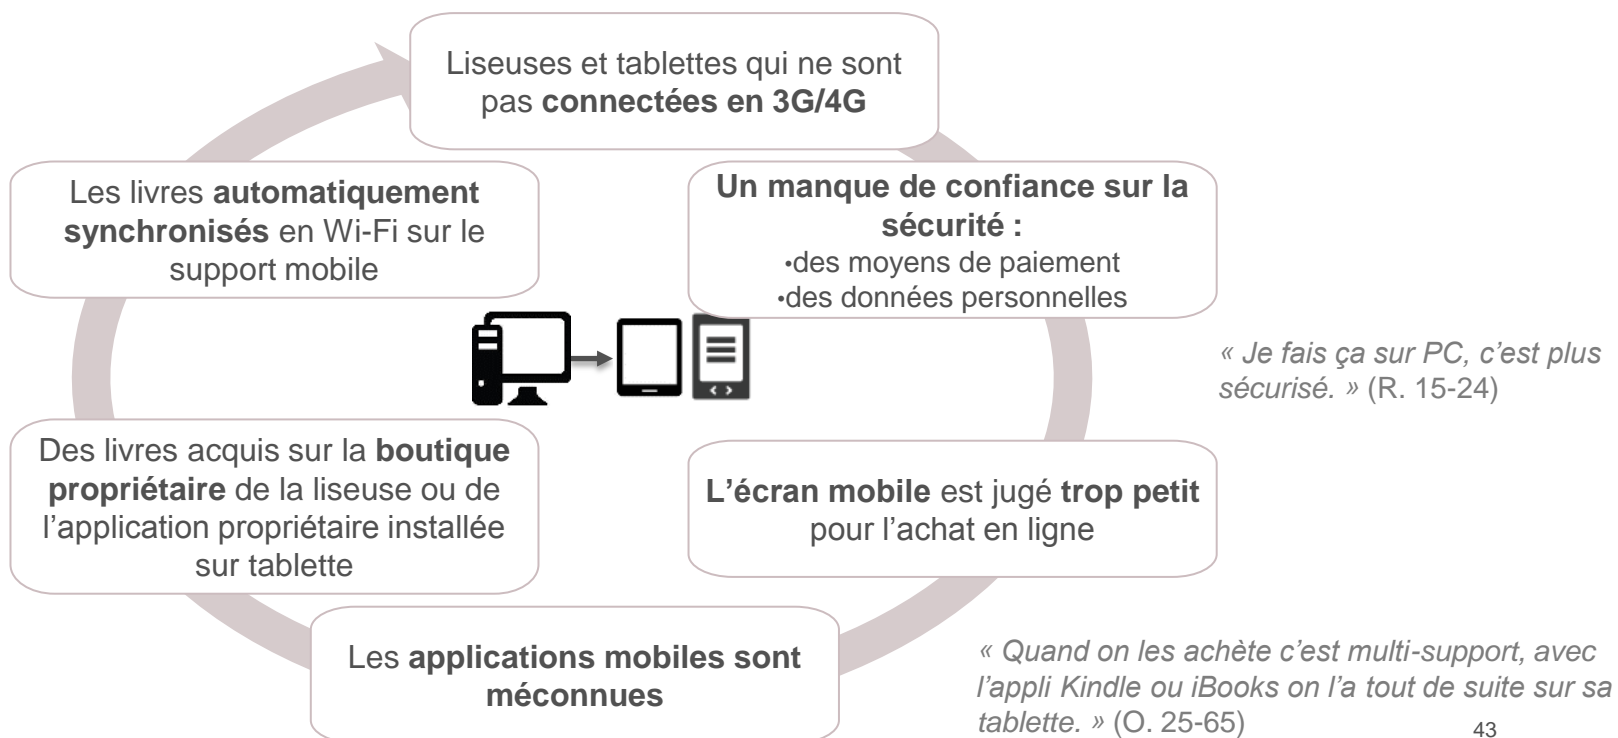 Liseuses et tablettes qui ne sont
pas connectées en 3G/4G
Les livres automatiquement
synchronisés en Wi-Fi sur le
support mobile
Un manque de confiance sur la
sécurité :
•des moyens de paiement
•des données personnelles
« Je fais ça sur PC, c’est plus
sécurisé. » (R. 15-24)
Des livres acquis sur la boutique
propriétaire de la liseuse ou de
l’application propriétaire installée
sur tablette
L’écran mobile est jugé trop petit
pour l’achat en ligne
Les applications mobiles sont
méconnues
« Quand on les achète c’est multi-support, avec
l’appli Kindle ou iBooks on l’a tout de suite sur sa
tablette. » (O. 25-65)
43